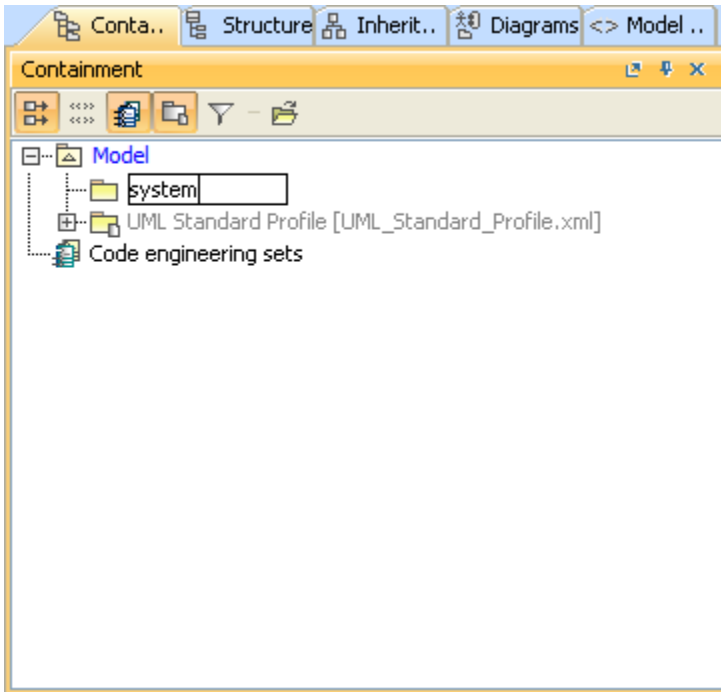 Conta.. Structure Inherit.. Diagrams <> Model ..
Containment
Model
system
UML Standard Profile [UML_Standard_Profile.xml]
Code engineering sets